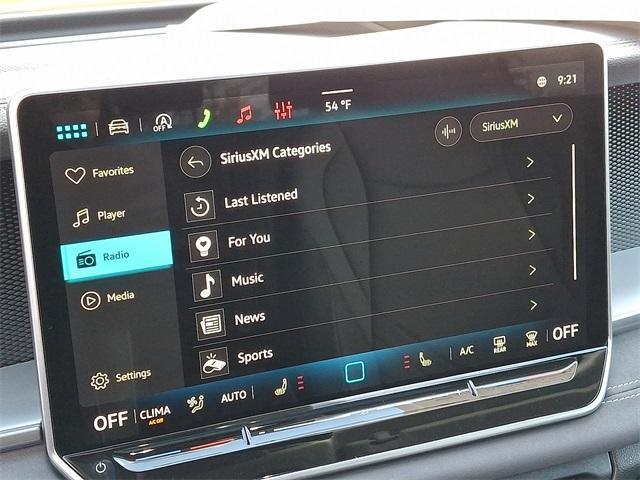 54 °F
9:21
OFF
Favorites
Player
Radio
Media
Settings
SiriusXM Categories
SiriusXM
Last Listened
For You
Music
News
Sports
OFF
CLIMA
A/C Off
AUTO
A/C
REAR
MAX
OFF